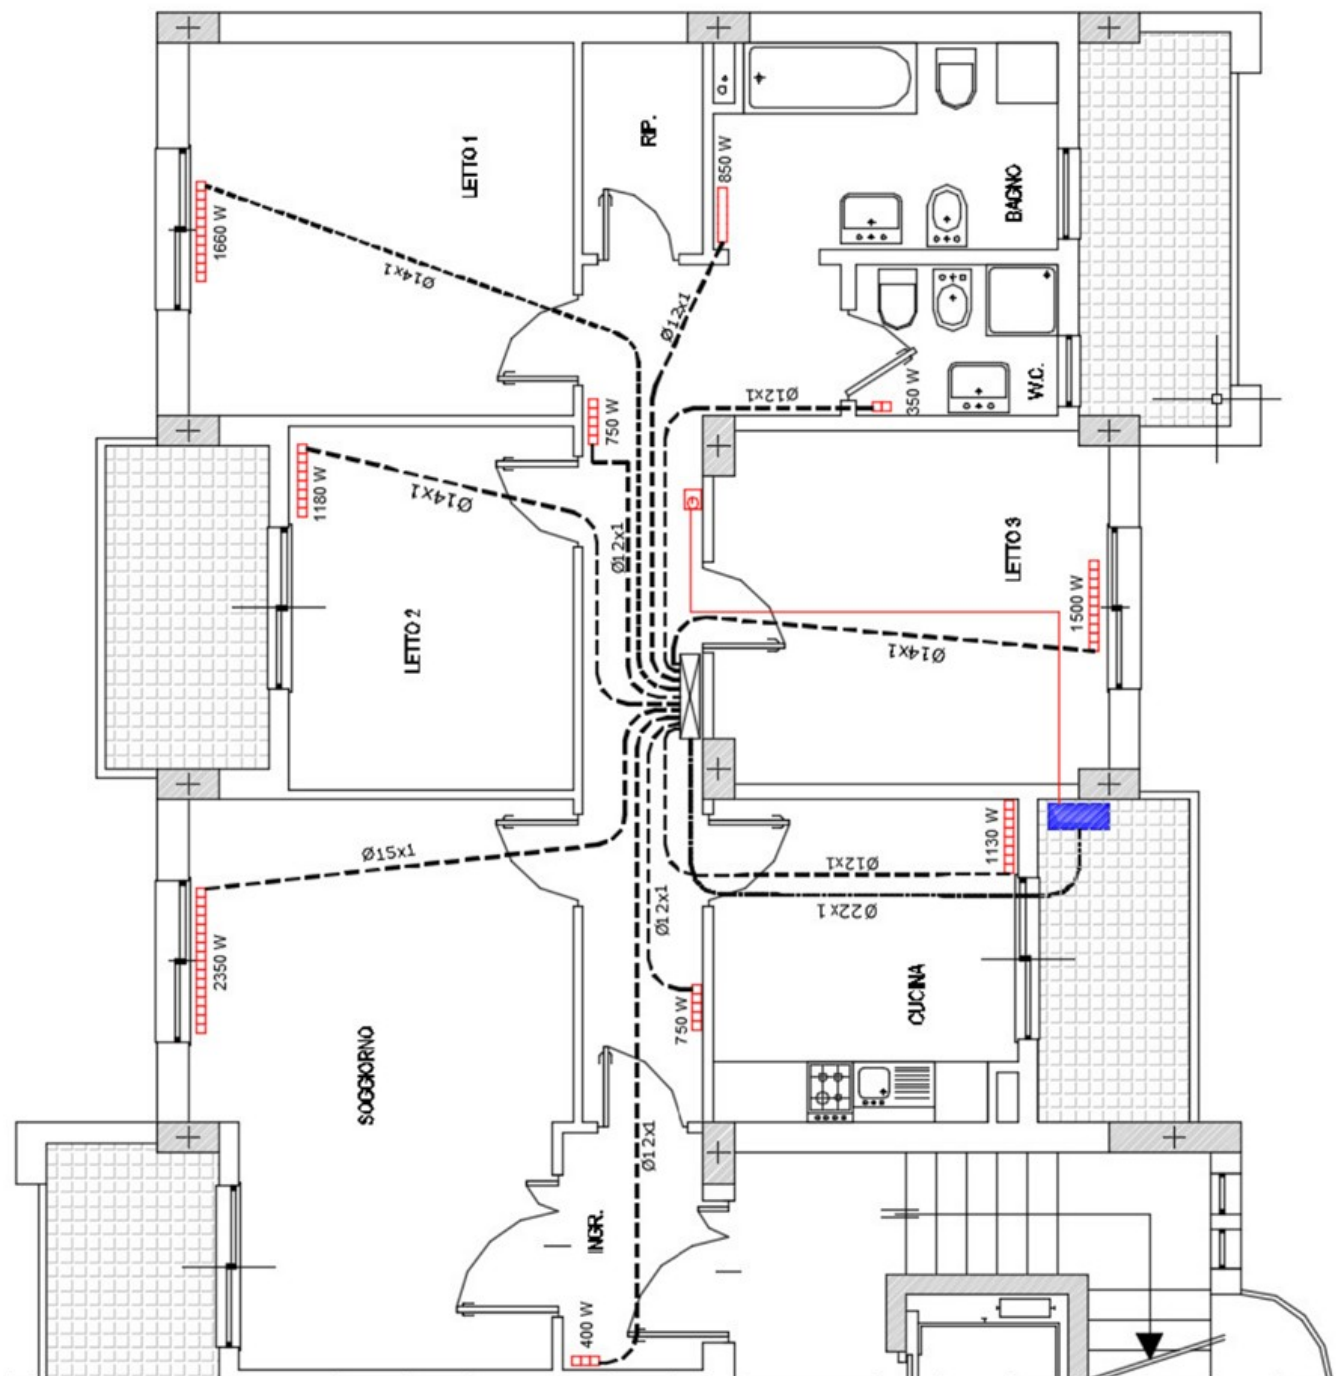 LETTO 1
RIP.
850 W
BAGNO
1660 W
Ø14x1
Ø12x1
W.C.
350 W
Ø12x1
750 W
1180 W
Ø14x1
Ø12x1
LETTO 3
1500 W
LETTO 2
Ø14x1
Ø15x1
1130 W
Ø12x1
Ø12x1
Ø22x1
2350 W
CUCINA
750 W
SOGGIORNO
Ø12x1
INGR.
400 W